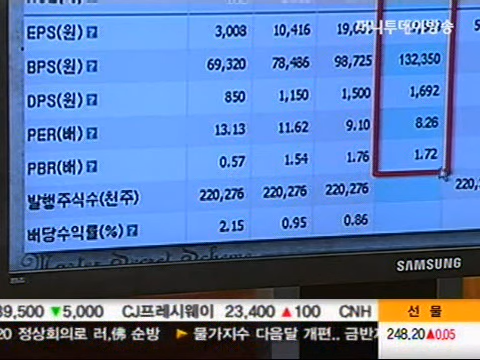 머니투데이방송
EPS(원) ? 3,008 10,416
BPS(원) ? 69,320 78,486 98,725 132,350
DPS(원) ? 850 1,150 1,500 1,692
PER(배) ? 13.13 11.62 9.10 8.26
PBR(배) ? 0.57 1.54 1.76 1.72
발행주식수(천주) 220,276 220,276 220,276
배당수익률(%) ? 2.15 0.95 0.86
Master Secret Scheme
SAMSUNG
39,500 ▼5,000 CJ프레시웨이 23,400 ▲100 CNH 선 물
20 정상회의로 러,佛 순방 ▶ 물가지수 다음달 개편.. 금반지 248.20▲0.05